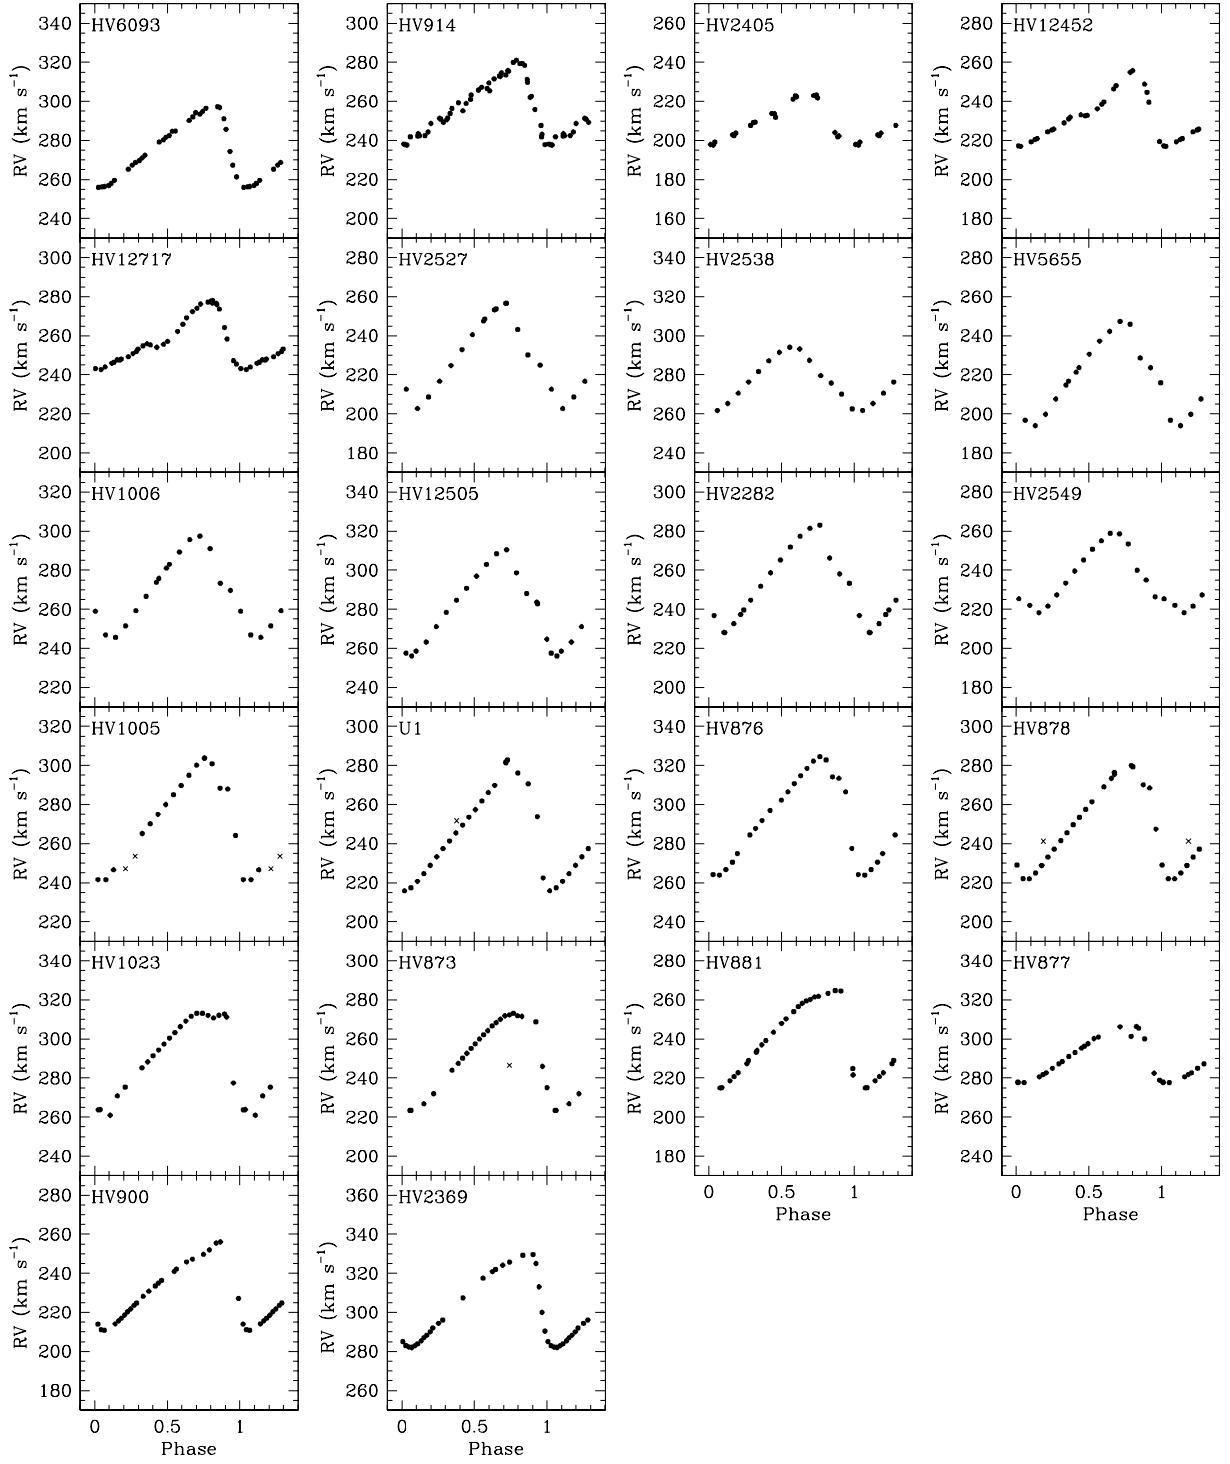 RV (km s⁻¹)
340
320
300
280
260
240
HV6093
RV (km s⁻¹)
300
280
260
240
220
200
HV914
RV (km s⁻¹)
260
240
220
200
180
160
HV2405
RV (km s⁻¹)
280
260
240
220
200
180
HV12452
RV (km s⁻¹)
300
280
260
240
220
200
HV12717
RV (km s⁻¹)
280
260
240
220
200
180
HV2527
RV (km s⁻¹)
340
320
300
280
260
240
HV2538
RV (km s⁻¹)
280
260
240
220
200
180
HV5655
RV (km s⁻¹)
320
300
280
260
240
220
HV1006
RV (km s⁻¹)
340
320
300
280
260
240
HV12505
RV (km s⁻¹)
300
280
260
240
220
200
HV2282
RV (km s⁻¹)
280
260
240
220
200
180
HV2549
RV (km s⁻¹)
320
300
280
260
240
220
HV1005
RV (km s⁻¹)
300
280
260
240
220
200
U1
RV (km s⁻¹)
340
320
300
280
260
240
HV876
RV (km s⁻¹)
300
280
260
240
220
200
HV878
RV (km s⁻¹)
340
320
300
280
260
240
HV1023
RV (km s⁻¹)
300
280
260
240
220
200
HV873
RV (km s⁻¹)
280
260
240
220
200
180
HV881
0 0.5 1
Phase
RV (km s⁻¹)
340
320
300
280
260
240
HV877
0 0.5 1
Phase
RV (km s⁻¹)
280
260
240
220
200
180
HV900
0 0.5 1
Phase
RV (km s⁻¹)
360
340
320
300
280
260
HV2369
0 0.5 1
Phase